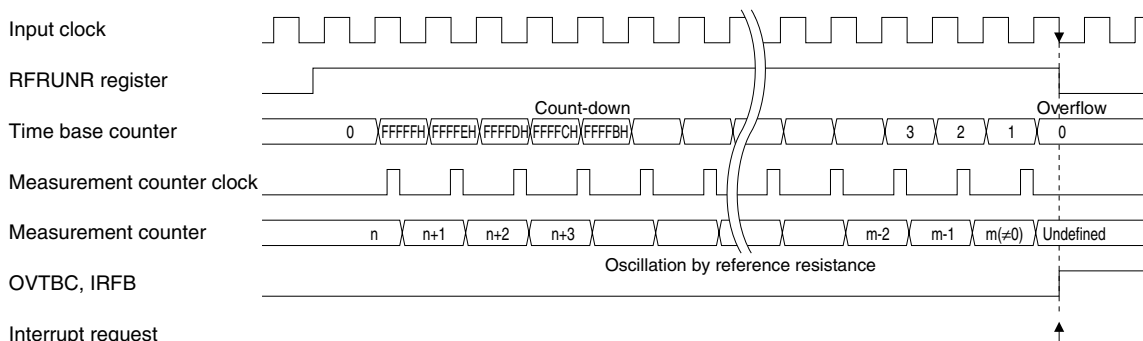 Input clock
RFRUNR register
Count-down
Overflow
Time base counter
0 FFFFFH FFFFEH FFFFDH FFFFCH FFFFBH 3 2 1 0
Measurement counter clock
Measurement counter
n n+1 n+2 n+3 m-2 m-1 m(≠0) Undefined
Oscillation by reference resistance
OVTBC, IRFB
Interrupt request